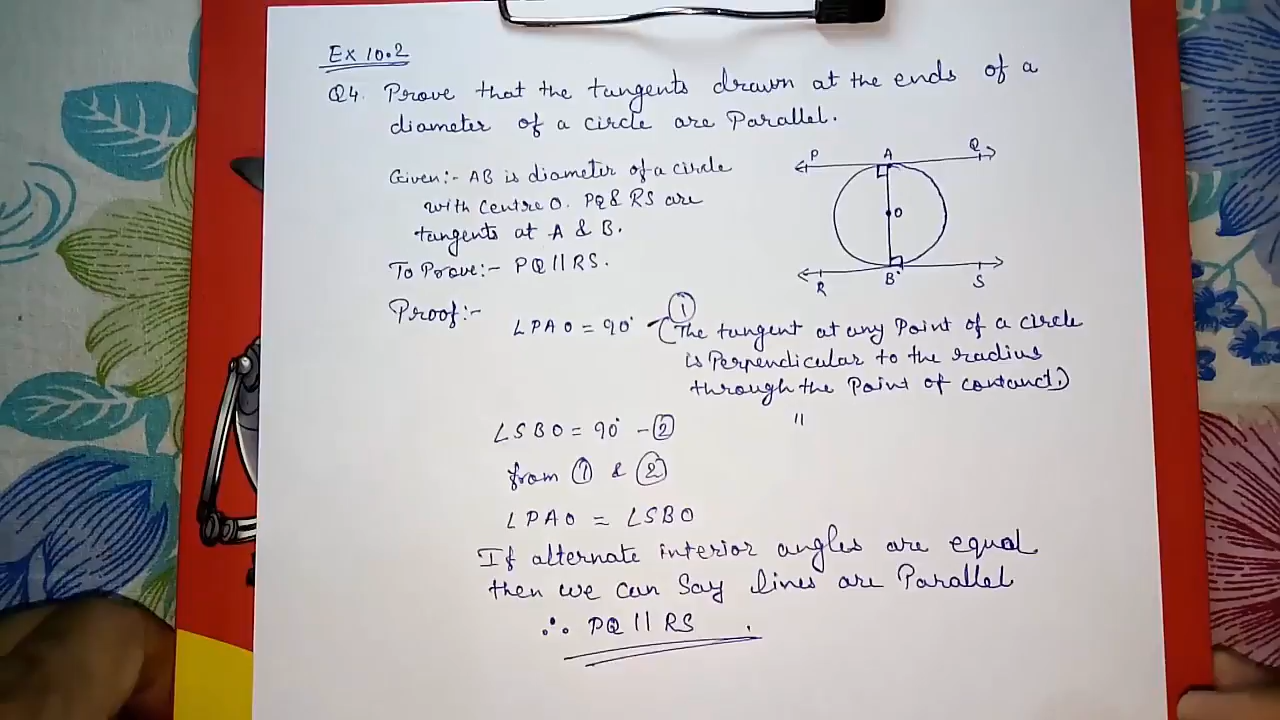 Ex 10.2
Q4. Prove that the tangents drawn at the ends of a
diameter of a circle are Parallel.
Given:- AB is diameter of a circle
with centre O. PQ & RS are
tangents at A & B.
To Prove:- PQ || RS.
P A Q
O
R B S
Proof:-
∠PAO = 90° - ① (The tangent at any Point of a circle
is Perpendicular to the radius
through the Point of contanct.)
∠SBO = 90° - ② "
from ① & ②
∠PAO = ∠SBO
If alternate interior angles are equal
then we can Say lines are Parallel
∴ PQ || RS .